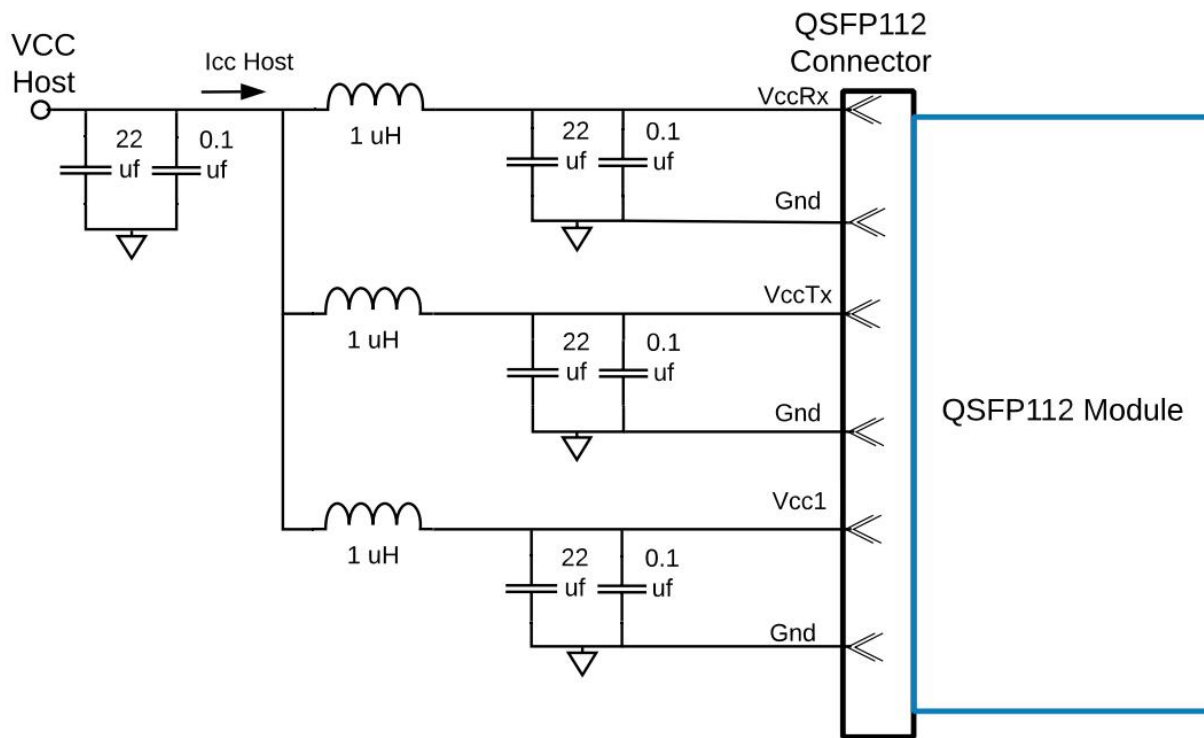 QSFP112
Connector
VCC
Host
Icc Host
VccRx
1 uH
22
uf
0.1
uf
22
uf
0.1
uf
Gnd
VccTx
1 uH
22
uf
0.1
uf
Gnd
QSFP112 Module
Vcc1
1 uH
22
uf
0.1
uf
Gnd